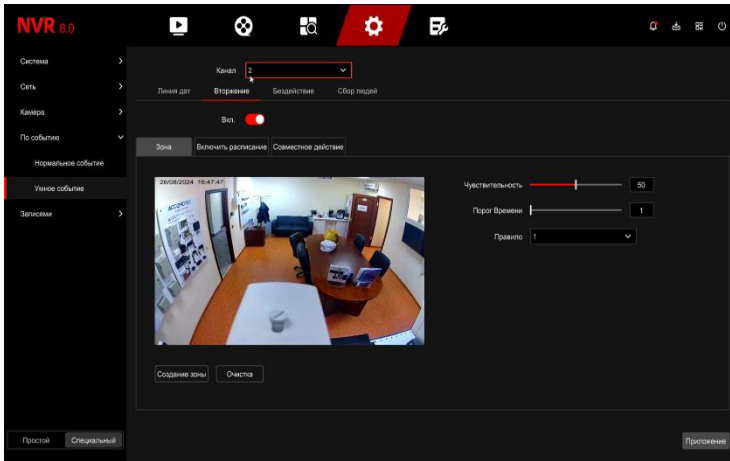 NVR 6.0
Система
Сеть
Камера
По событию
Нормальное событие
Умное событие
Записями
Простой
Специальный
Канал 2
Линия дат
Вторжение
Бездействие
Сбор людей
Вкл.
Зона
Включить расписание
Совместное действие
26/08/2024 16:47:47
Создание зоны
Очистка
Чувствительность 50
Порог Времени 1
Правило 1
Приложение